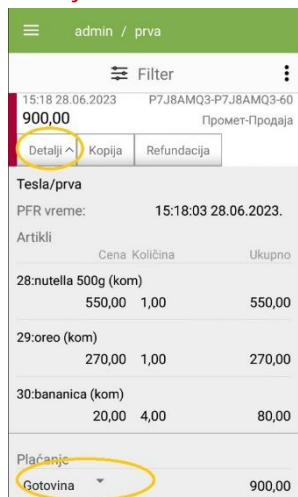 admin / prva
Filter
15:18 28.06.2023 P7J8AMQ3-P7J8AMQ3-60
900,00 Промет-Продаја
Detalji Kopija Refundacija
Tesla/prva
PFR vreme: 15:18:03 28.06.2023.
Artikli
Cena Količina Ukupno
28:nutella 500g (kom)
550,00 1,00 550,00
29:oreo (kom)
270,00 1,00 270,00
30:bananica (kom)
20,00 4,00 80,00
Plaćanje
Gotovina 900,00